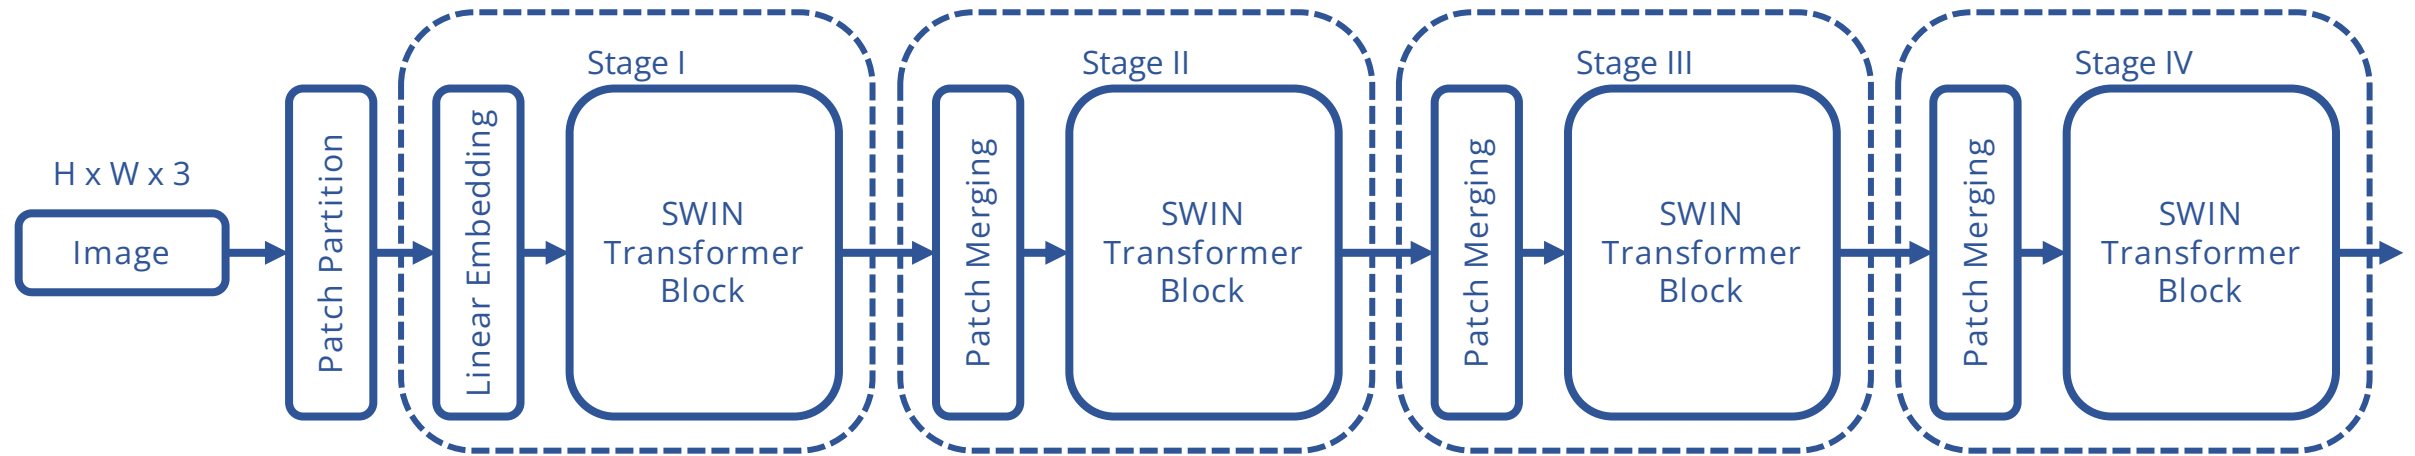 H x W x 3
Image
Patch Partition
Stage I
Linear Embedding
SWIN
Transformer
Block
Stage II
Patch Merging
SWIN
Transformer
Block
Stage III
Patch Merging
SWIN
Transformer
Block
Stage IV
Patch Merging
SWIN
Transformer
Block